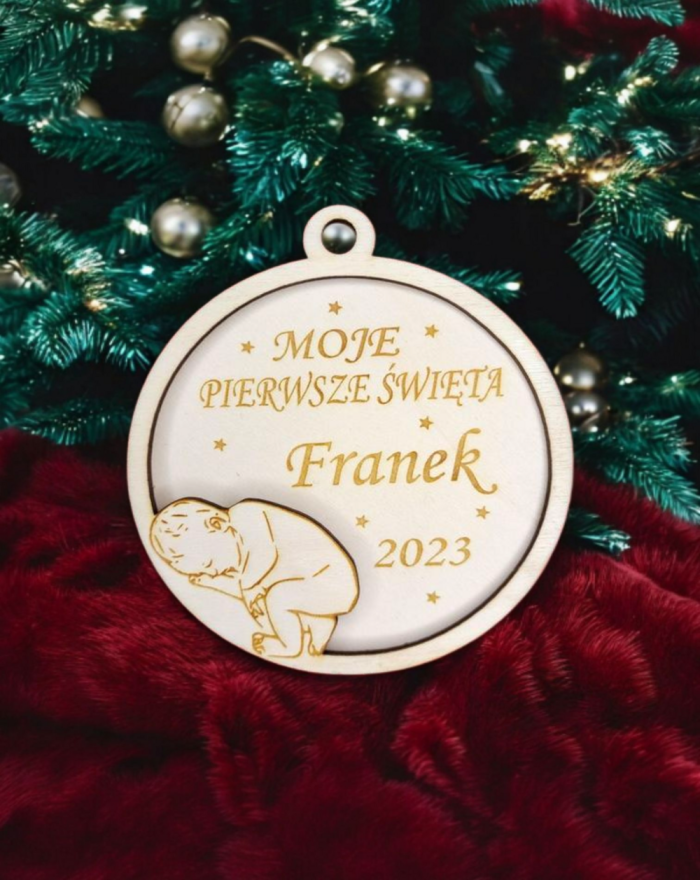 MOJE
PIERWSZE ŚWIĘTA
Franek
2023